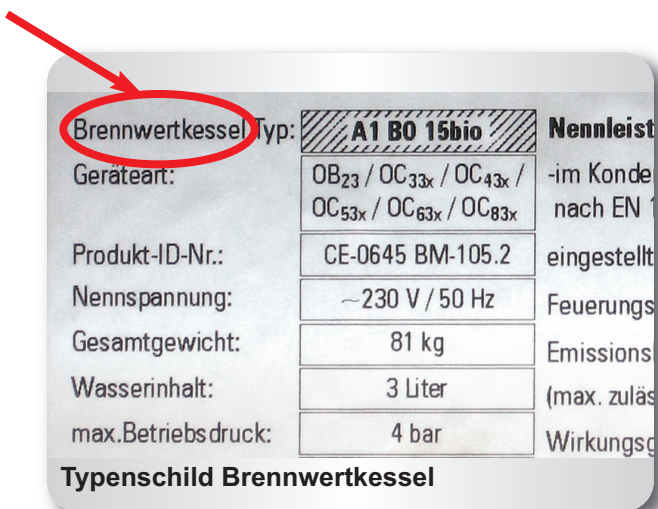 Brennwertkessel Typ: A1 BO 15bio Nennleist
Geräteart: OB23 / OC33x / OC43x / -im Konde
OC53x / OC63x / OC83x nach EN 1
Produkt-ID-Nr.: CE-0645 BM-105.2 eingestellt
Nennspannung: ~230 V / 50 Hz Feuerungs
Gesamtgewicht: 81 kg Emissions
Wasserinhalt: 3 Liter (max. zuläs
max.Betriebsdruck: 4 bar Wirkungsg
Typenschild Brennwertkessel